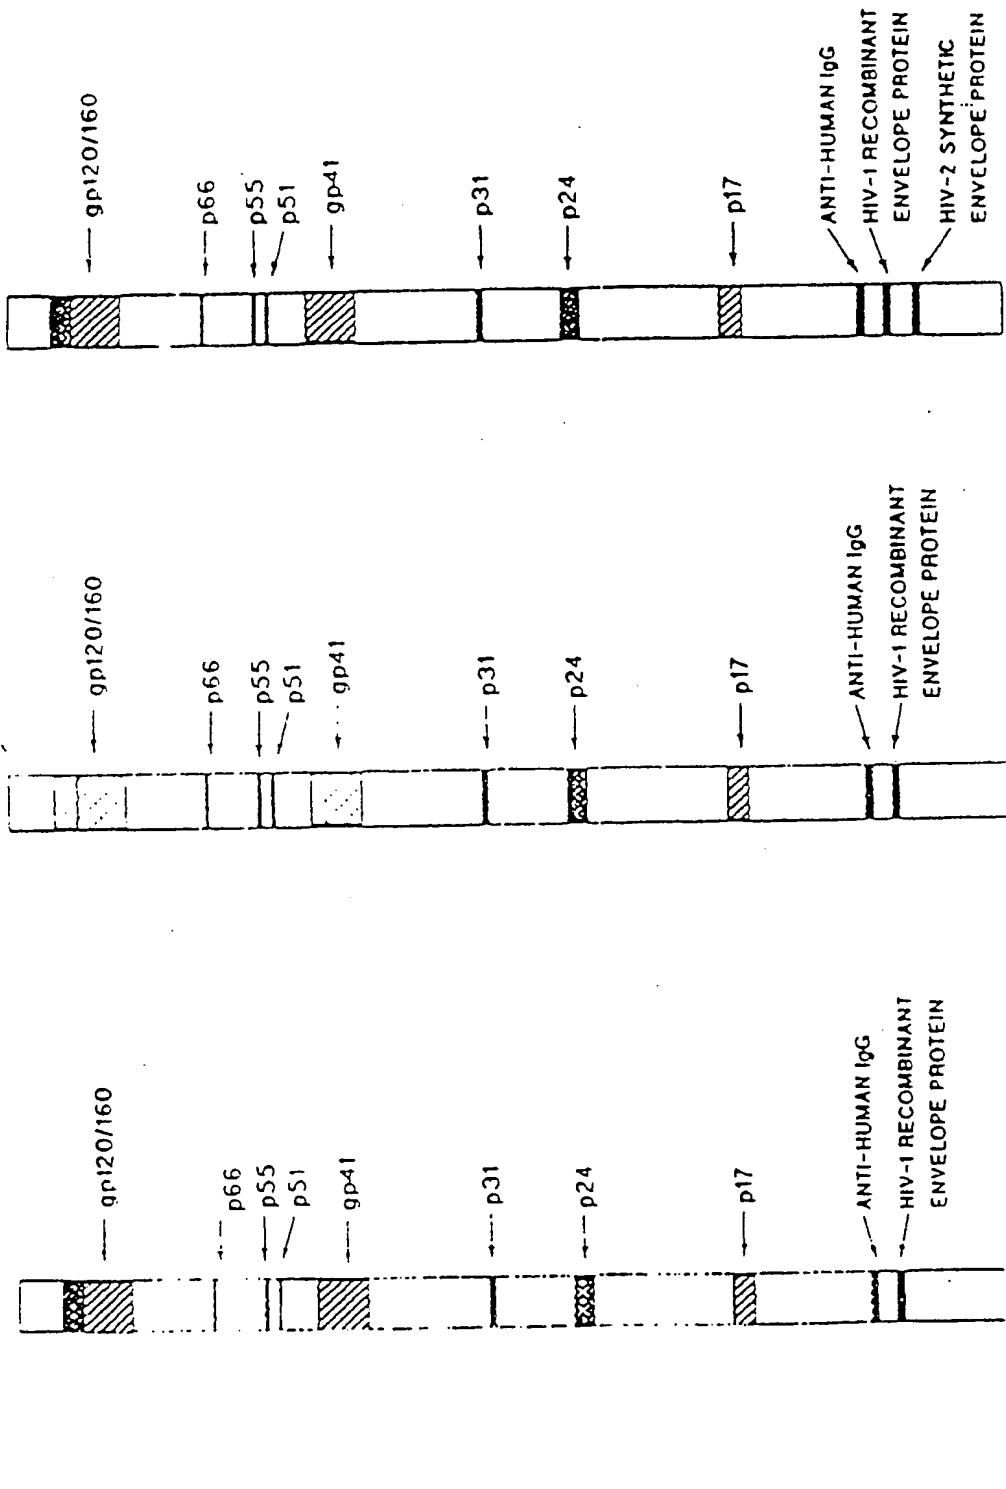 gp120/160
p66
p55
p51
gp41
p31
p24
p17
ANTI-HUMAN IgG
HIV-1 RECOMBINANT
ENVELOPE PROTEIN
gp120/160
p66
p55
p51
gp41
p31
p24
p17
ANTI-HUMAN IgG
HIV-1 RECOMBINANT
ENVELOPE PROTEIN
gp120/160
p66
p55
p51
gp41
p31
p24
p17
ANTI-HUMAN IgG
HIV-1 RECOMBINANT
ENVELOPE PROTEIN
HIV-2 SYNTHETIC
ENVELOPE PROTEIN